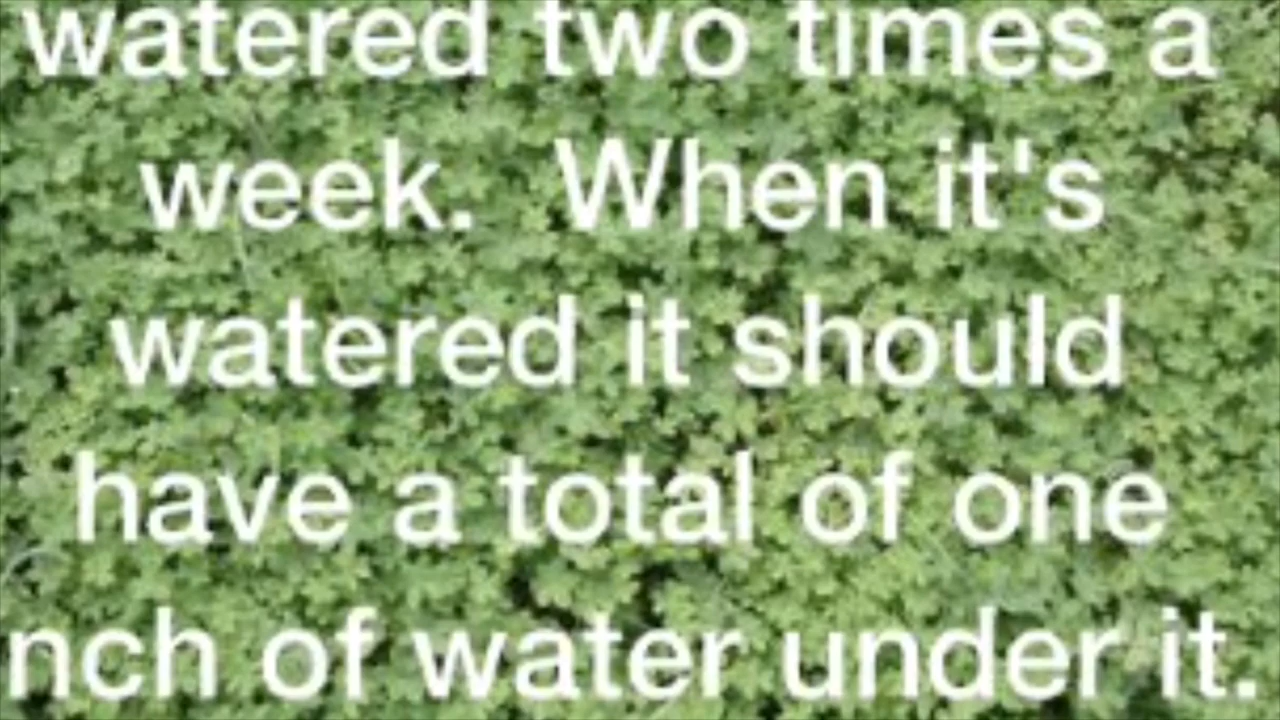 watered two times a
week.  When it's
watered it should
have a total of one
nch of water under it.